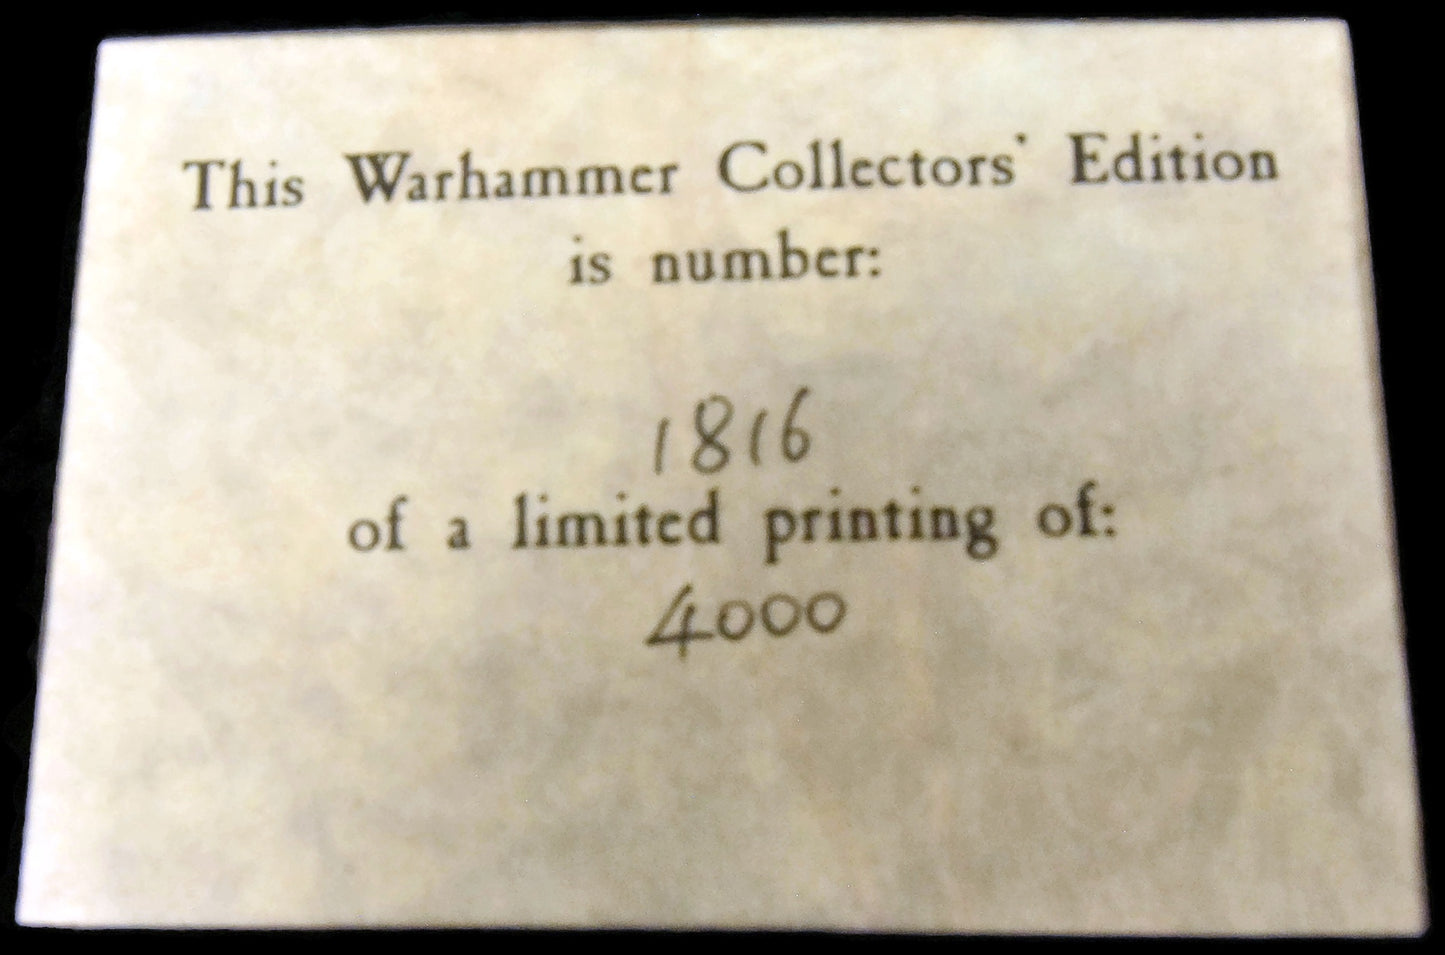 This Warhammer Collectors' Edition
is number:
1816
of a limited printing of:
4000